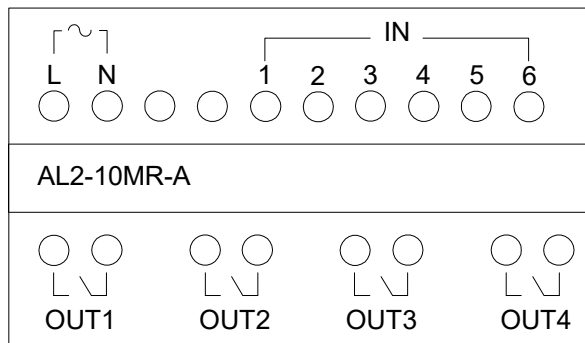 IN
L N 1 2 3 4 5 6
AL2-10MR-A
OUT1 OUT2 OUT3 OUT4